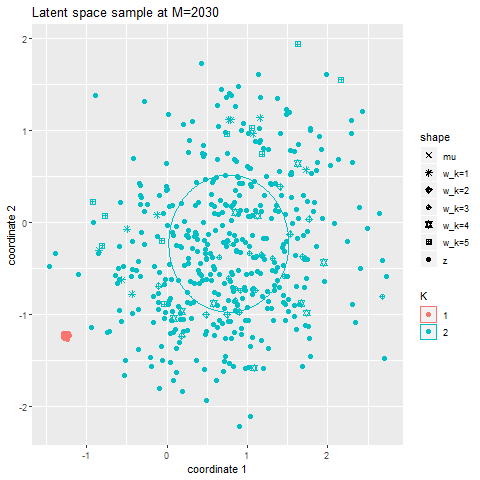 Latent space sample at M=2030
2
1
0
-1
-2
coordinate 2
-1
0
1
2
coordinate 1
shape
mu
w_k=1
w_k=2
w_k=3
w_k=4
w_k=5
z
K
1
2